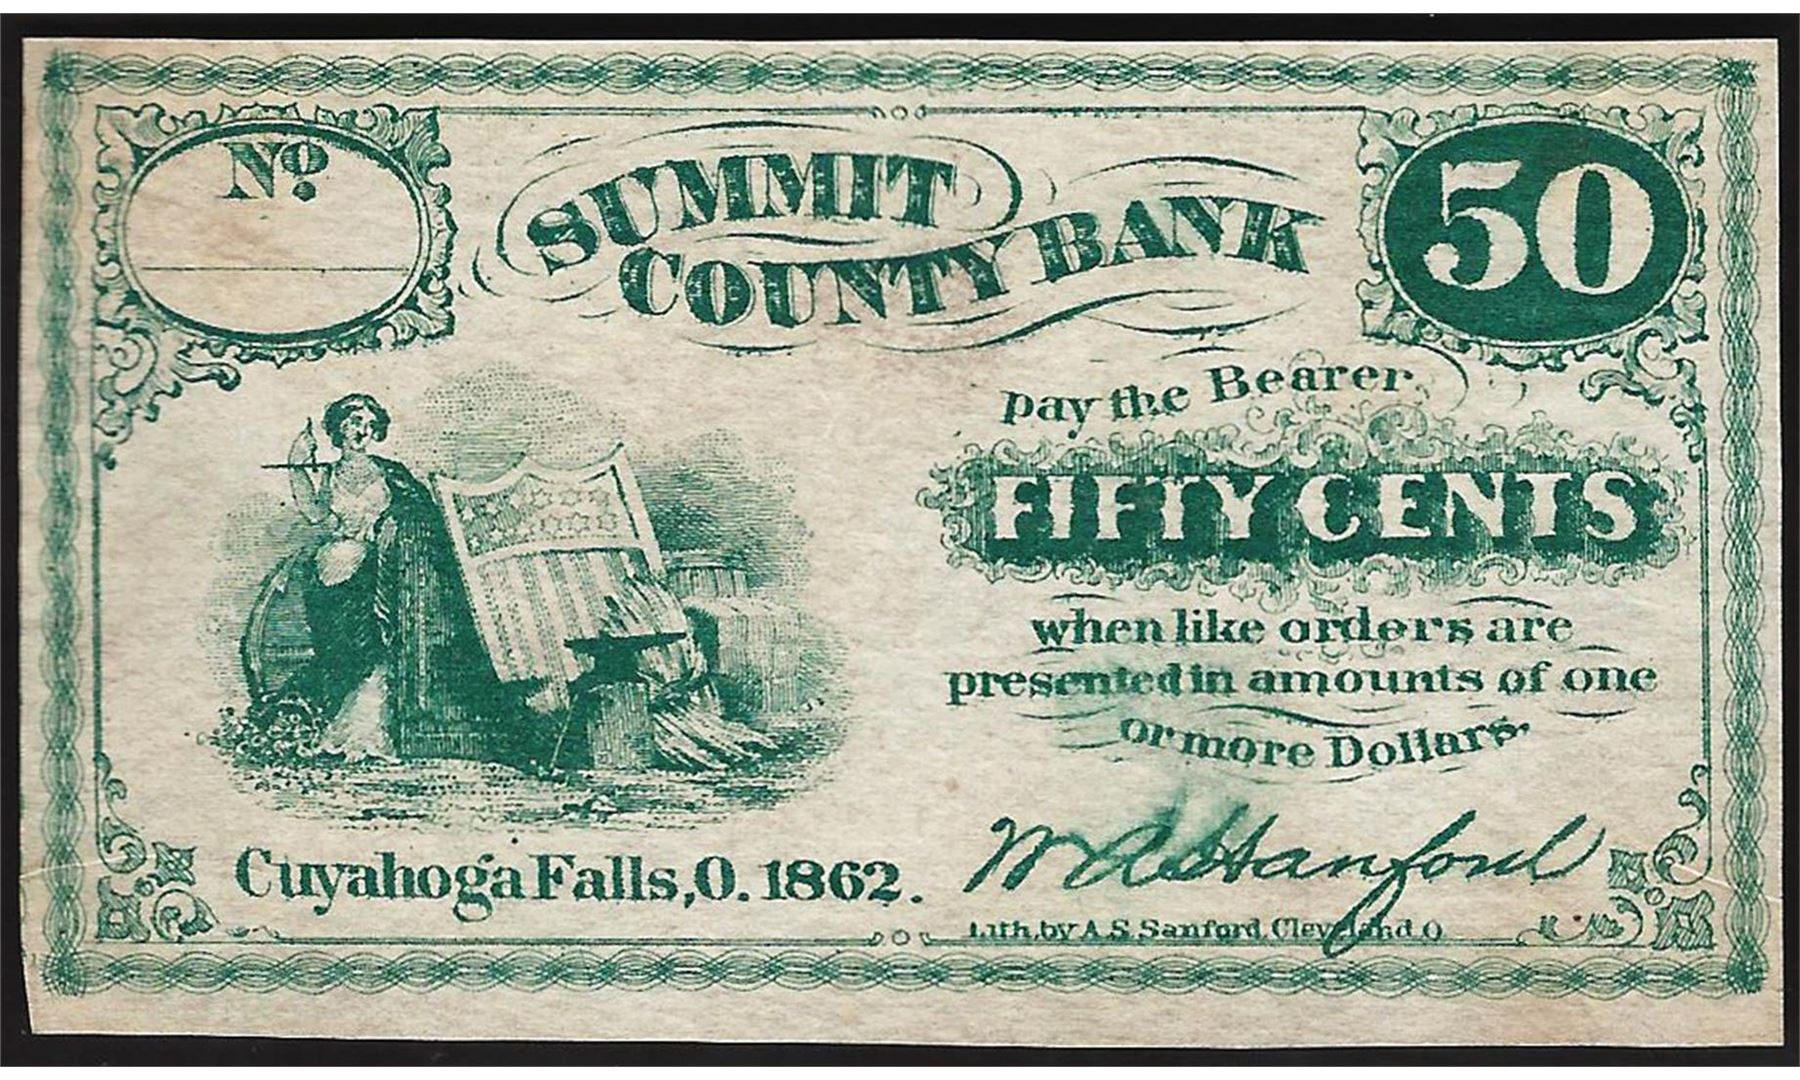 Nº
SUMMIT
COUNTY BANK
50
pay the Bearer
FIFTY CENTS
when like orders are
presented in amounts of one
or more Dollars.
Cuyahoga Falls, O. 1862.
Lith. by A. S. Sanford, Cleveland. O